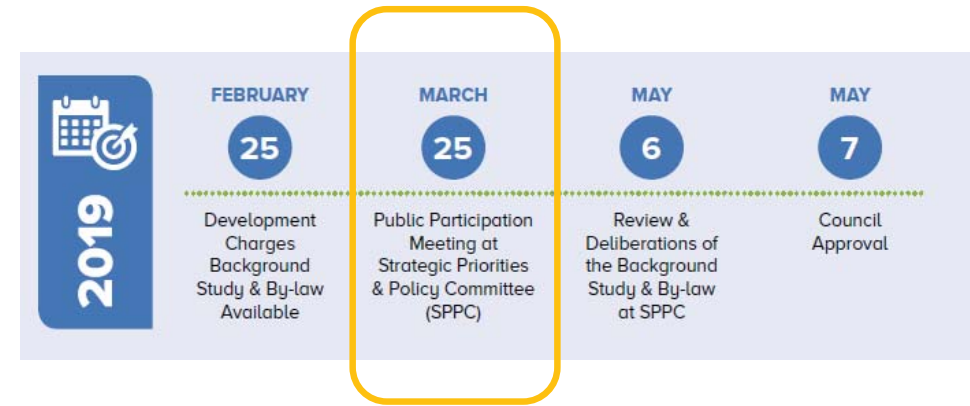 2019
FEBRUARY
25
Development
Charges
Background
Study & By-law
Available
MARCH
25
Public Participation
Meeting at
Strategic Priorities
& Policy Committee
(SPPC)
MAY
6
Review &
Deliberations of
the Background
Study & By-law
at SPPC
MAY
7
Council
Approval